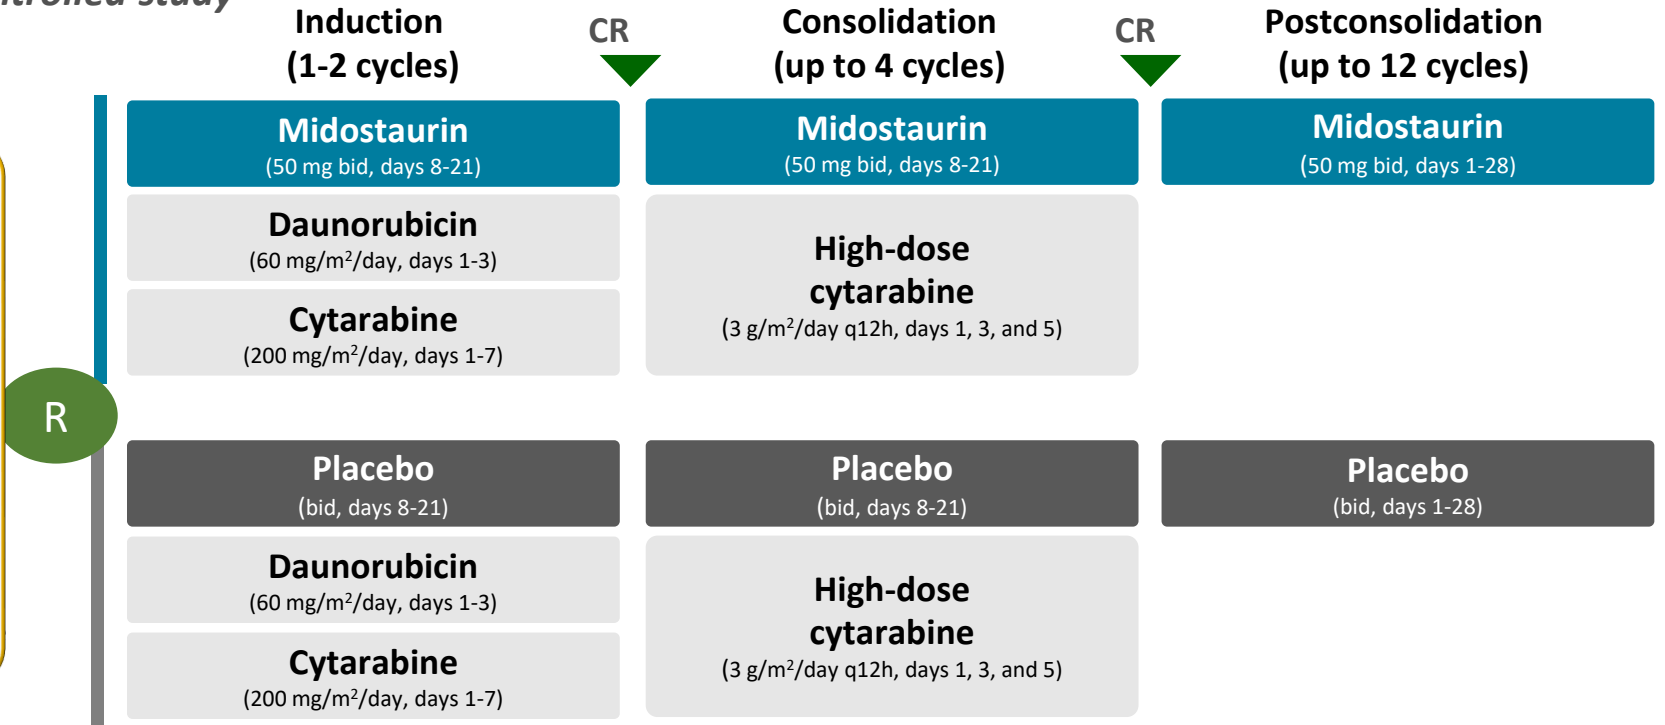 study
Induction
(1-2 cycles)
CR
Consolidation
(up to 4 cycles)
CR
Postconsolidation
(up to 12 cycles)
Midostaurin
(50 mg bid, days 8-21)
Midostaurin
(50 mg bid, days 8-21)
Midostaurin
(50 mg bid, days 1-28)
Daunorubicin
(60 mg/m²/day, days 1-3)
Cytarabine
(200 mg/m²/day, days 1-7)
High-dose
cytarabine
(3 g/m²/day q12h, days 1, 3, and 5)
R
Placebo
(bid, days 8-21)
Placebo
(bid, days 8-21)
Placebo
(bid, days 1-28)
Daunorubicin
(60 mg/m²/day, days 1-3)
Cytarabine
(200 mg/m²/day, days 1-7)
High-dose
cytarabine
(3 g/m²/day q12h, days 1, 3, and 5)